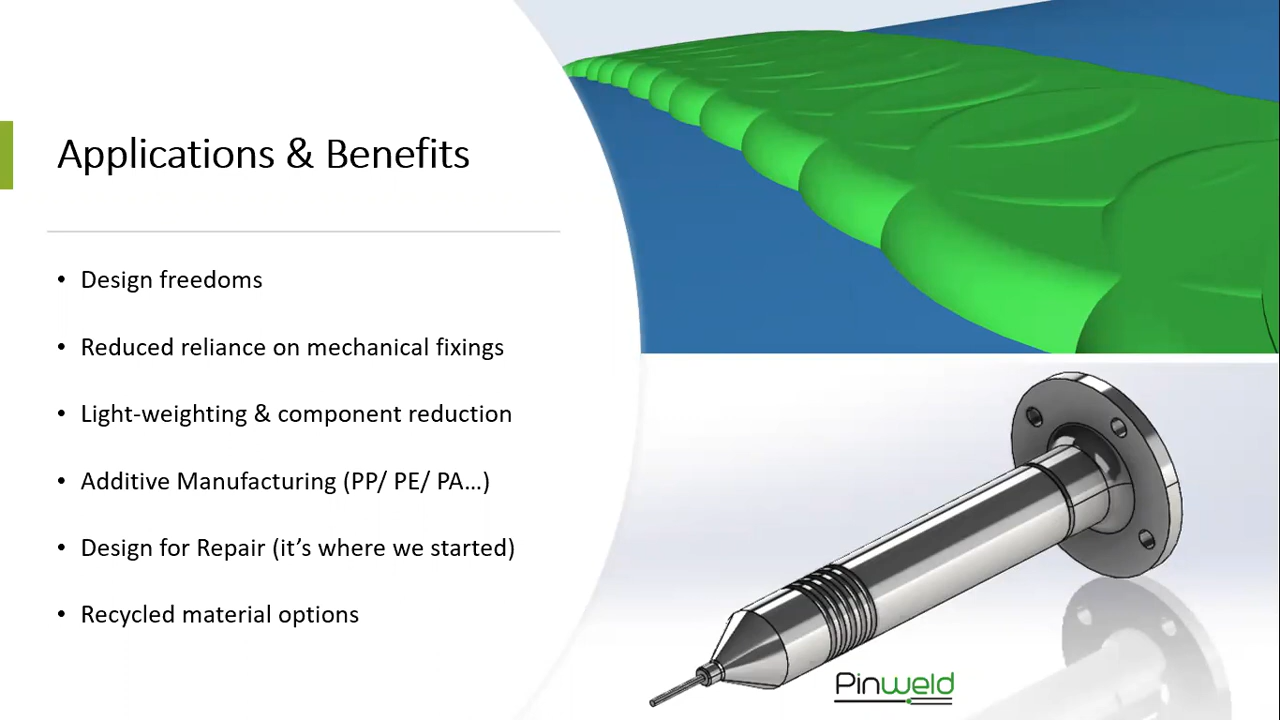 Applications & Benefits
• Design freedoms
• Reduced reliance on mechanical fixings
• Light-weighting & component reduction
• Additive Manufacturing (PP/ PE/ PA...)
• Design for Repair (it’s where we started)
• Recycled material options
Pinweld